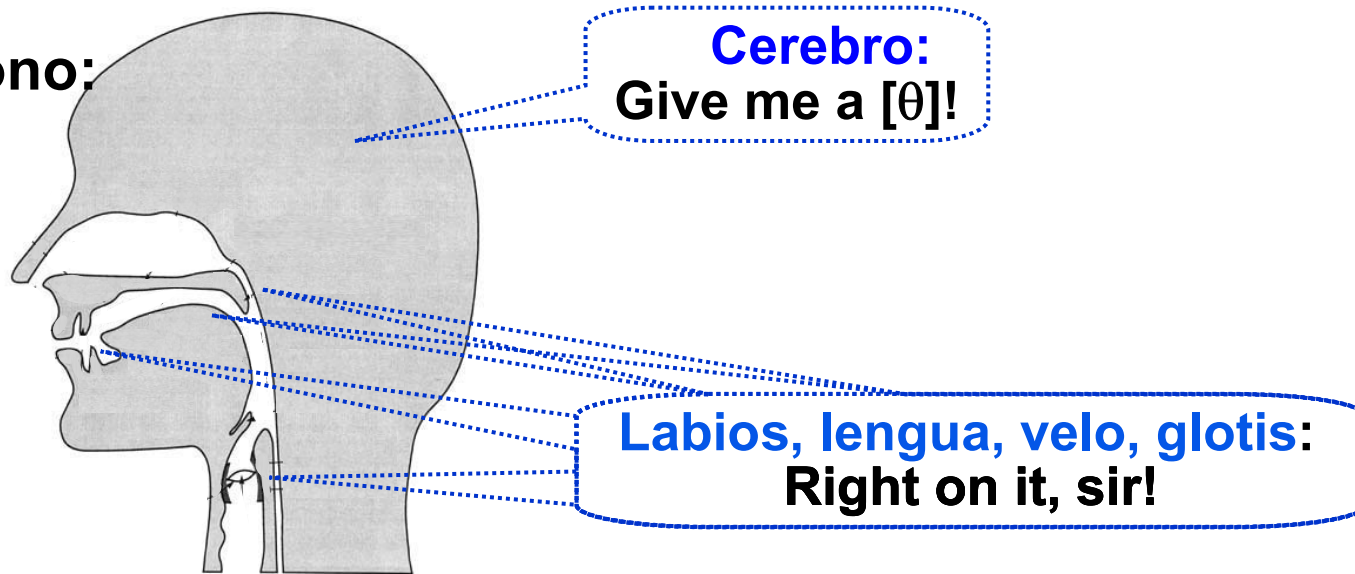 ono:
Cerebro:
Give me a [θ]!
Labios, lengua, velo, glotis:
Right on it, sir!